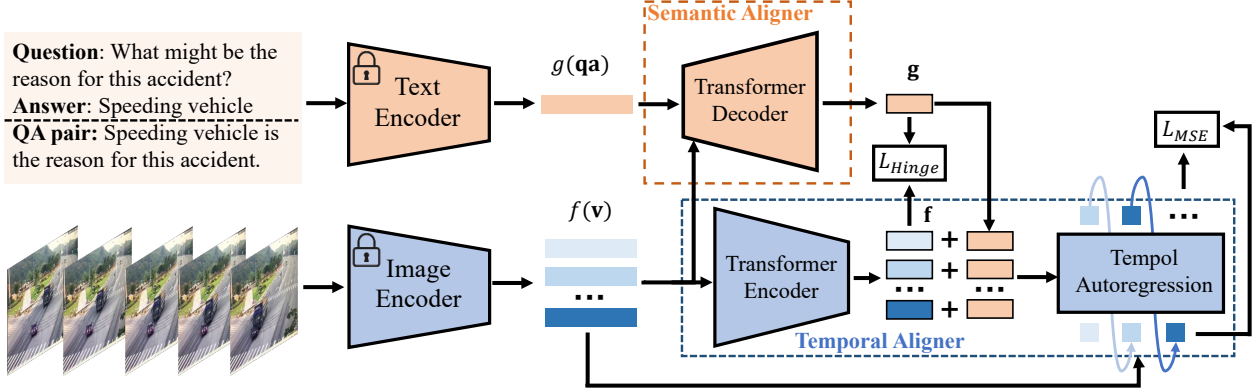 Semantic Aligner
Question: What might be the
reason for this accident?
Answer: Speeding vehicle
QA pair: Speeding vehicle is
the reason for this accident.
Text
Encoder
g(qa)
Transformer
Decoder
g
L_Hinge
L_MSE
f(v)
f
Image
Encoder
...
Transformer
Encoder
+
+
...
...
+
...
Tempol
Autoregression
Temporal Aligner